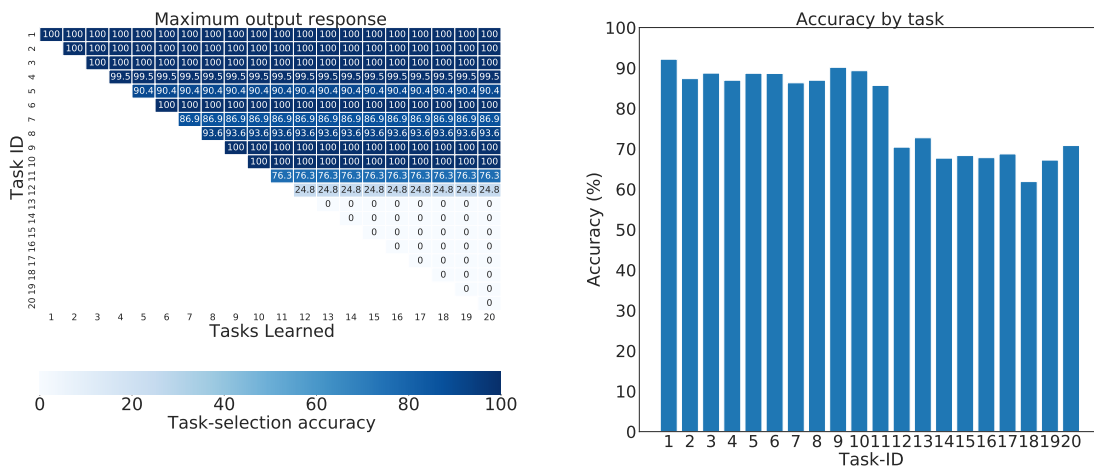 Maximum output response
1 100 100 100 100 100 100 100 100 100 100 100 100 100 100 100 100 100 100 100 100
2 100 100 100 100 100 100 100 100 100 100 100 100 100 100 100 100 100 100 100
3 100 100 100 100 100 100 100 100 100 100 100 100 100 100 100 100 100 100
4 99.5 99.5 99.5 99.5 99.5 99.5 99.5 99.5 99.5 99.5 99.5 99.5 99.5 99.5 99.5 99.5 99.5
5 90.4 90.4 90.4 90.4 90.4 90.4 90.4 90.4 90.4 90.4 90.4 90.4 90.4 90.4 90.4 90.4
6 100 100 100 100 100 100 100 100 100 100 100 100 100 100 100
7 86.9 86.9 86.9 86.9 86.9 86.9 86.9 86.9 86.9 86.9 86.9 86.9 86.9 86.9
8 93.6 93.6 93.6 93.6 93.6 93.6 93.6 93.6 93.6 93.6 93.6 93.6 93.6
9 100 100 100 100 100 100 100 100 100 100 100 100
10 100 100 100 100 100 100 100 100 100 100 100
11 76.3 76.3 76.3 76.3 76.3 76.3 76.3 76.3 76.3 76.3
12 24.8 24.8 24.8 24.8 24.8 24.8 24.8 24.8 24.8
13 0 0 0 0 0 0 0 0
14 0 0 0 0 0 0 0
15 0 0 0 0 0 0
16 0 0 0 0 0
17 0 0 0 0
18 0 0 0
19 0 0
20 0
1 2 3 4 5 6 7 8 9 10 11 12 13 14 15 16 17 18 19 20
Task ID
Tasks Learned
0 20 40 60 80 100
Task-selection accuracy
Accuracy by task
100
90
80
70
60
50
40
30
20
10
0
Accuracy (%)
1 2 3 4 5 6 7 8 9 10 11 12 13 14 15 16 17 18 19 20
Task-ID